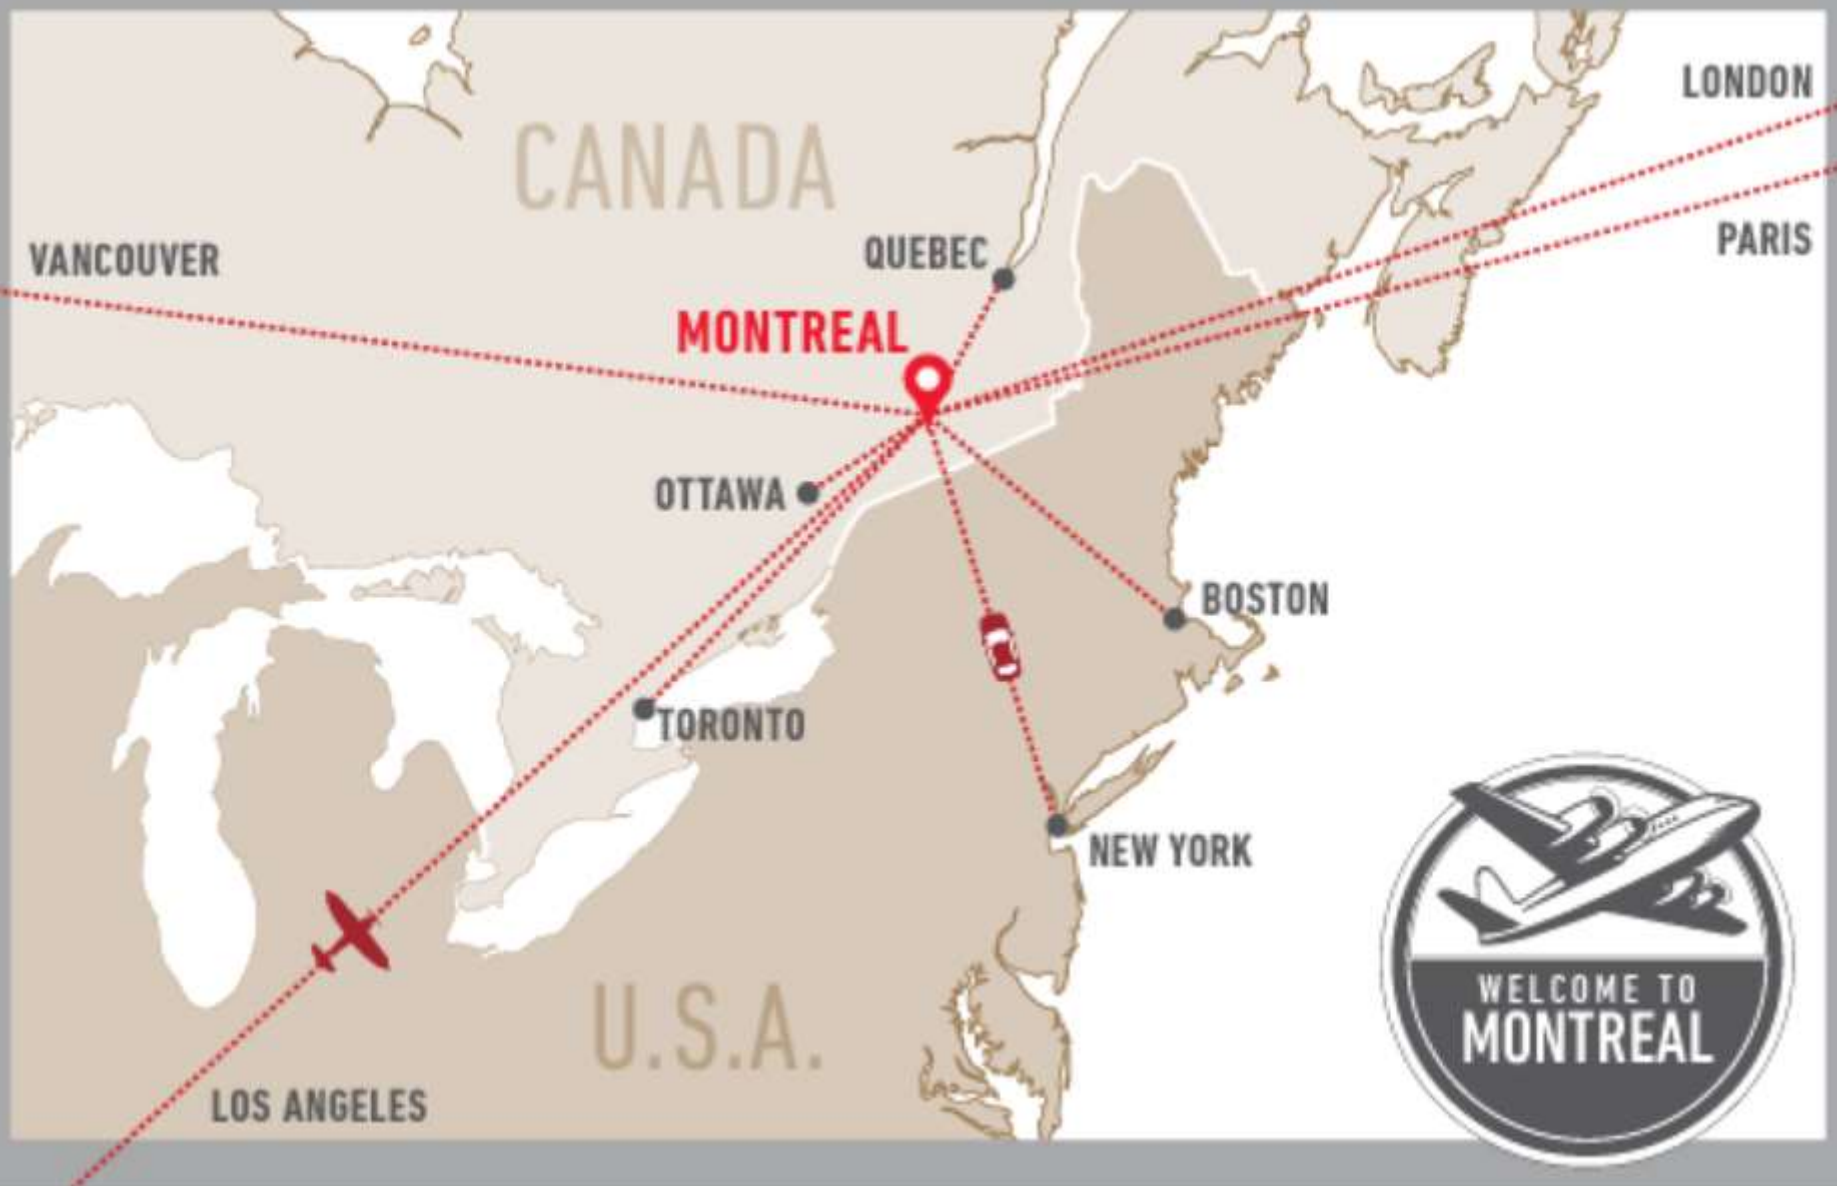 LONDON
CANADA
PARIS
VANCOUVER
QUEBEC
MONTREAL
OTTAWA
BOSTON
TORONTO
NEW YORK
U.S.A.
LOS ANGELES
WELCOME TO
MONTREAL